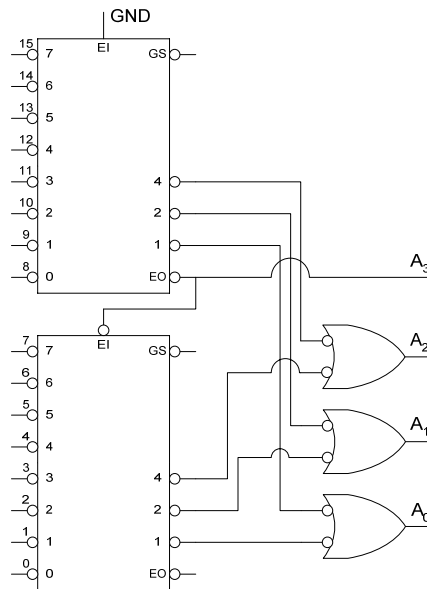 GND
EI
15 7 GS
14 6
13 5
12 4
11 3 4
10 2 2
9 1 1
8 0 EO A3
EI
7 7 GS A2
6 6
5 5
4 4 A1
3 3 4
2 2 2
1 1 1 A0
0 0 EO